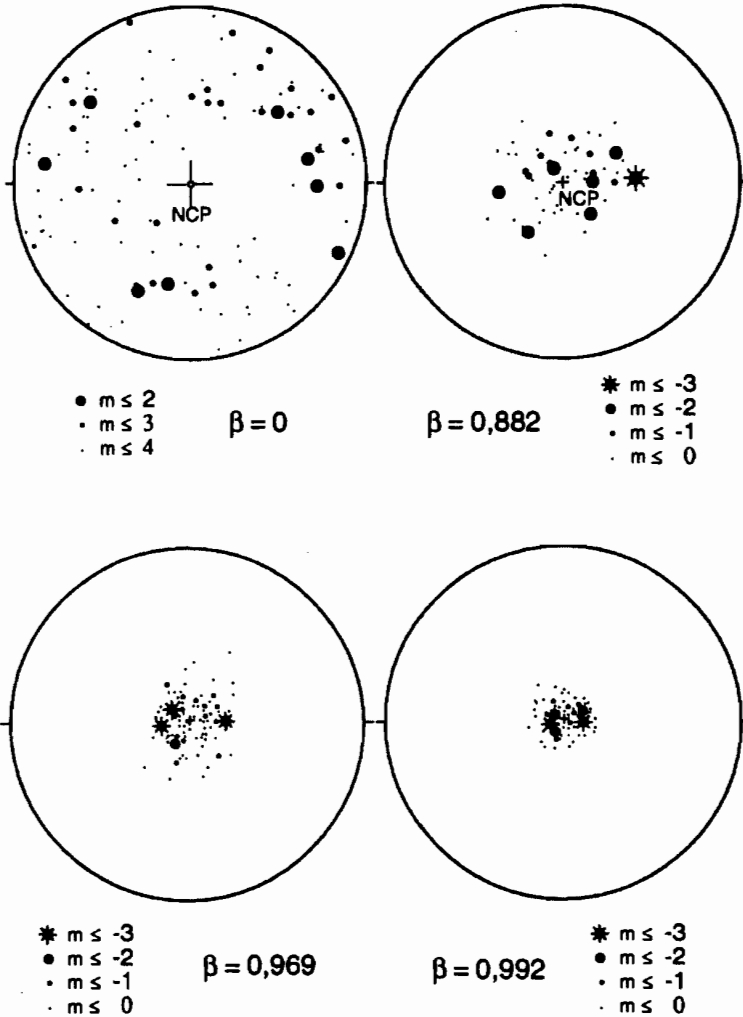 NCP
NCP
● m ≤ 2
• m ≤ 3
· m ≤ 4
β = 0
β = 0,882
✷ m ≤ -3
● m ≤ -2
• m ≤ -1
· m ≤ 0
✷ m ≤ -3
● m ≤ -2
• m ≤ -1
· m ≤ 0
β = 0,969
β = 0,992
✷ m ≤ -3
● m ≤ -2
• m ≤ -1
· m ≤ 0